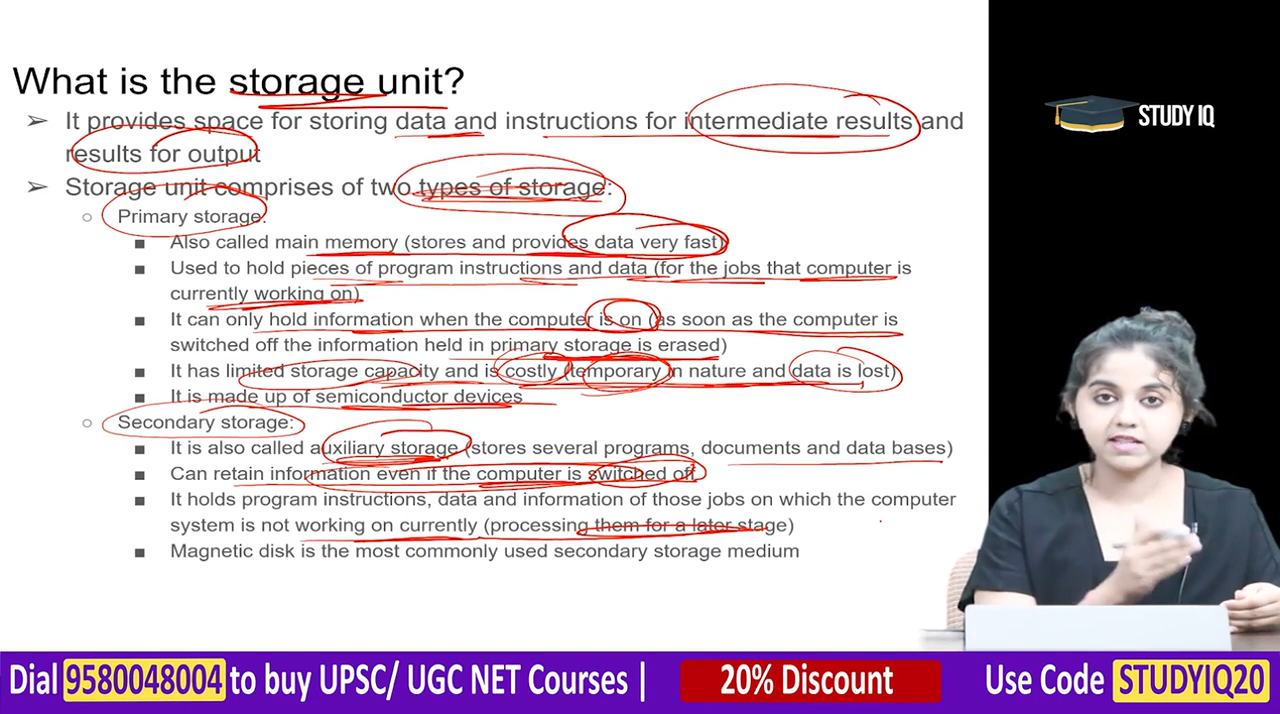 What is the storage unit?
➢ It provides space for storing data and instructions for intermediate results and
results for output
➢ Storage unit comprises of two types of storage:
○ Primary storage:
■ Also called main memory (stores and provides data very fast)
■ Used to hold pieces of program instructions and data (for the jobs that computer is
currently working on)
■ It can only hold information when the computer is on (as soon as the computer is
switched off the information held in primary storage is erased)
■ It has limited storage capacity and is costly (temporary in nature and data is lost)
■ It is made up of semiconductor devices
○ Secondary storage:
■ It is also called auxiliary storage (stores several programs, documents and data bases)
■ Can retain information even if the computer is switched off
■ It holds program instructions, data and information of those jobs on which the computer
system is not working on currently (processing them for a later stage)
■ Magnetic disk is the most commonly used secondary storage medium
STUDY IQ
Dial 9580048004 to buy UPSC/ UGC NET Courses | 20% Discount Use Code STUDYIQ20